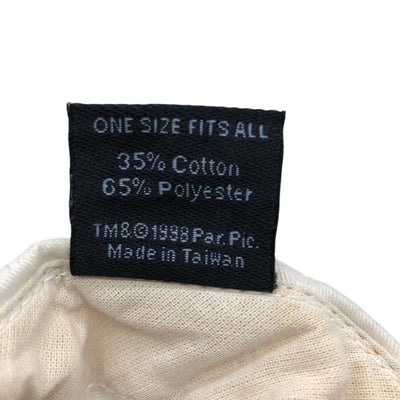 ONE SIZE FITS ALL
35% Cotton
65% Polyester
TM&©1998 Par. Pic.
Made in Taiwan